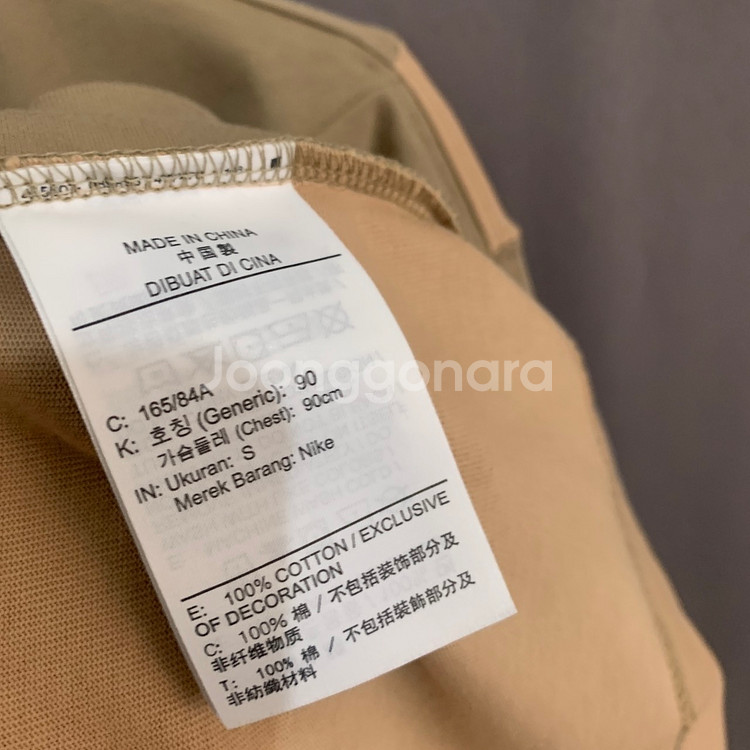 MADE IN CHINA
中国製
DIBUAT DI CINA
Joonggonara
C: 165/84A
K: 호칭 (Generic): 90
가슴둘레 (Chest): 90cm
IN: Ukuran: S
Merek Barang: Nike
E: 100% COTTON / EXCLUSIVE
OF DECORATION
C: 100% 棉 / 不包括装饰部分及
非纤维物质
T: 100% 棉 / 不包括裝飾部分及
非紡織材料